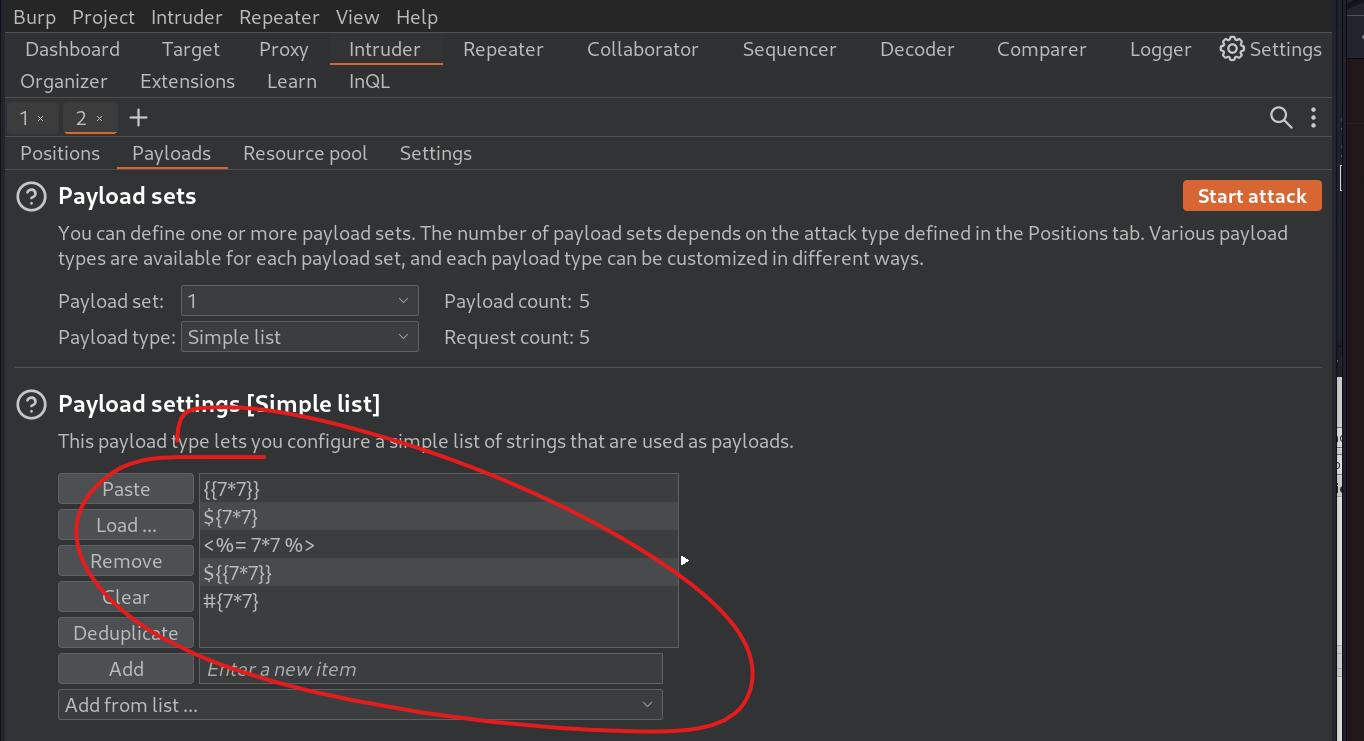 Burp Project Intruder Repeater View Help
Dashboard Target Proxy Intruder Repeater Collaborator Sequencer Decoder Comparer Logger Settings
Organizer Extensions Learn InQL
1 × 2 × +
Positions Payloads Resource pool Settings
? Payload sets Start attack
You can define one or more payload sets. The number of payload sets depends on the attack type defined in the Positions tab. Various payload
types are available for each payload set, and each payload type can be customized in different ways.
Payload set: 1 Payload count: 5
Payload type: Simple list Request count: 5
? Payload settings [Simple list]
This payload type lets you configure a simple list of strings that are used as payloads.
Paste {{7*7}}
Load ... ${7*7}
<%= 7*7 %>
Remove ${{7*7}}
Clear #{7*7}
Deduplicate
Add Enter a new item
Add from list ...